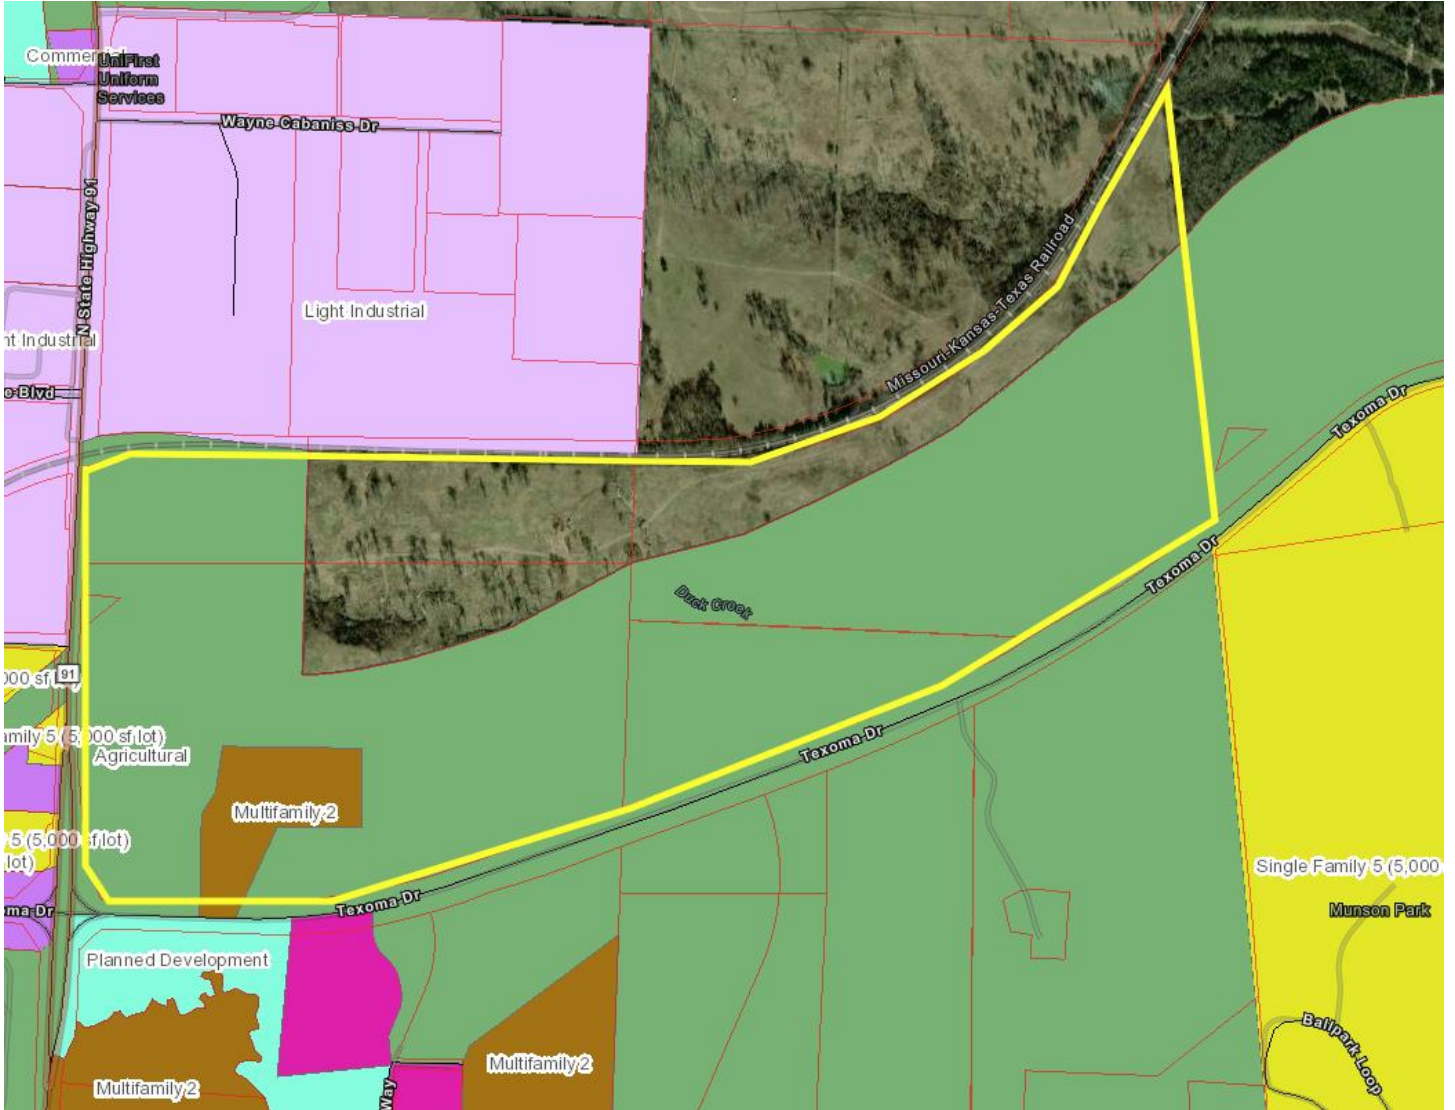 Commercial
UniFirst
Uniform
Services
Wayne Cabaniss Dr
N State Highway 91
Light Industrial
ht Industrial
e Blvd
Missouri-Kansas-Texas Railroad
Texoma Dr
Duck Creek
Texoma Dr
91
000 sf lot)
amily 5 (5,000 sf lot)
Agricultural
Texoma Dr
Multifamily 2
5 (5,000 sf lot)
lot)
Single Family 5 (5,000
Texoma Dr
oma Dr
Munson Park
Planned Development
Ballpark Loop
Multifamily 2
Multifamily 2
Way